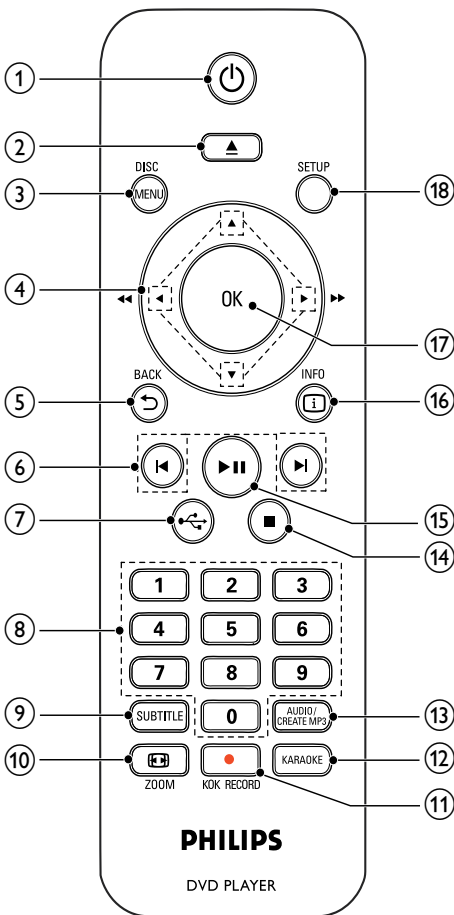 1
2
DISC
SETUP
3
MENU
18
4
OK
17
BACK
INFO
5
16
6
7
15
14
1 2 3
8
4 5 6
7 8 9
9
SUBTITLE
0
AUDIO/
CREATE MP3
13
10
KARAOKE
12
ZOOM
KOK RECORD
11
PHILIPS
DVD PLAYER